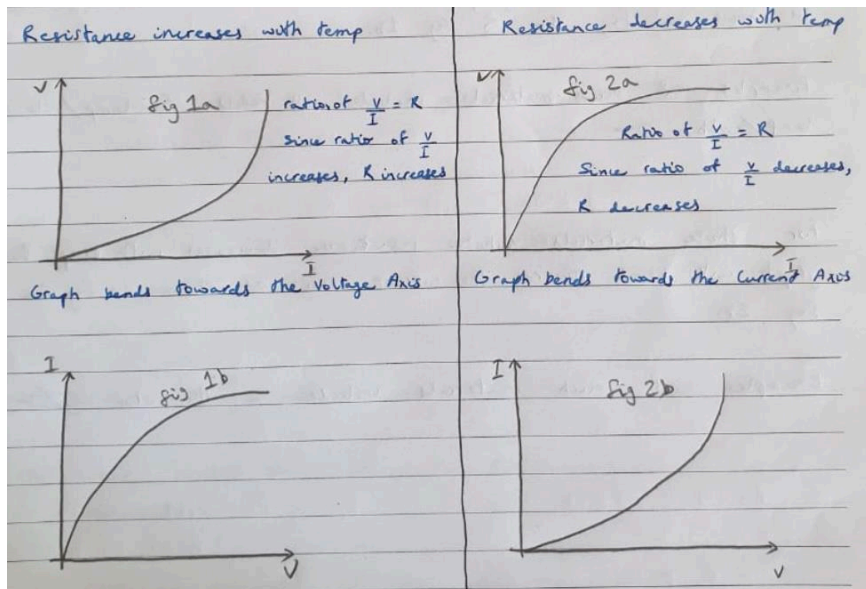 Resistance increases with temp
V
fig 1a
ratio of V/I = R
since ratio of V/I
increases, R increases
I
Graph bends towards the Voltage Axis
I
fig 1b
V
Resistance decreases with temp
V
fig 2a
Ratio of V/I = R
Since ratio of V/I decreases,
R decreases
I
Graph bends towards the Current Axis
I
fig 2b
V